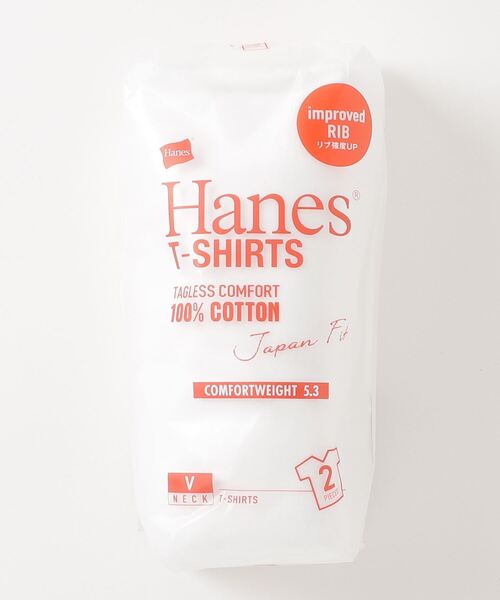 improved
RIB
リブ強度UP
Hanes
Hanes®
T-SHIRTS
TAGLESS COMFORT
100% COTTON
Japan Fit
COMFORTWEIGHT 5.3
V
NECK
T-SHIRTS
2
PIECES